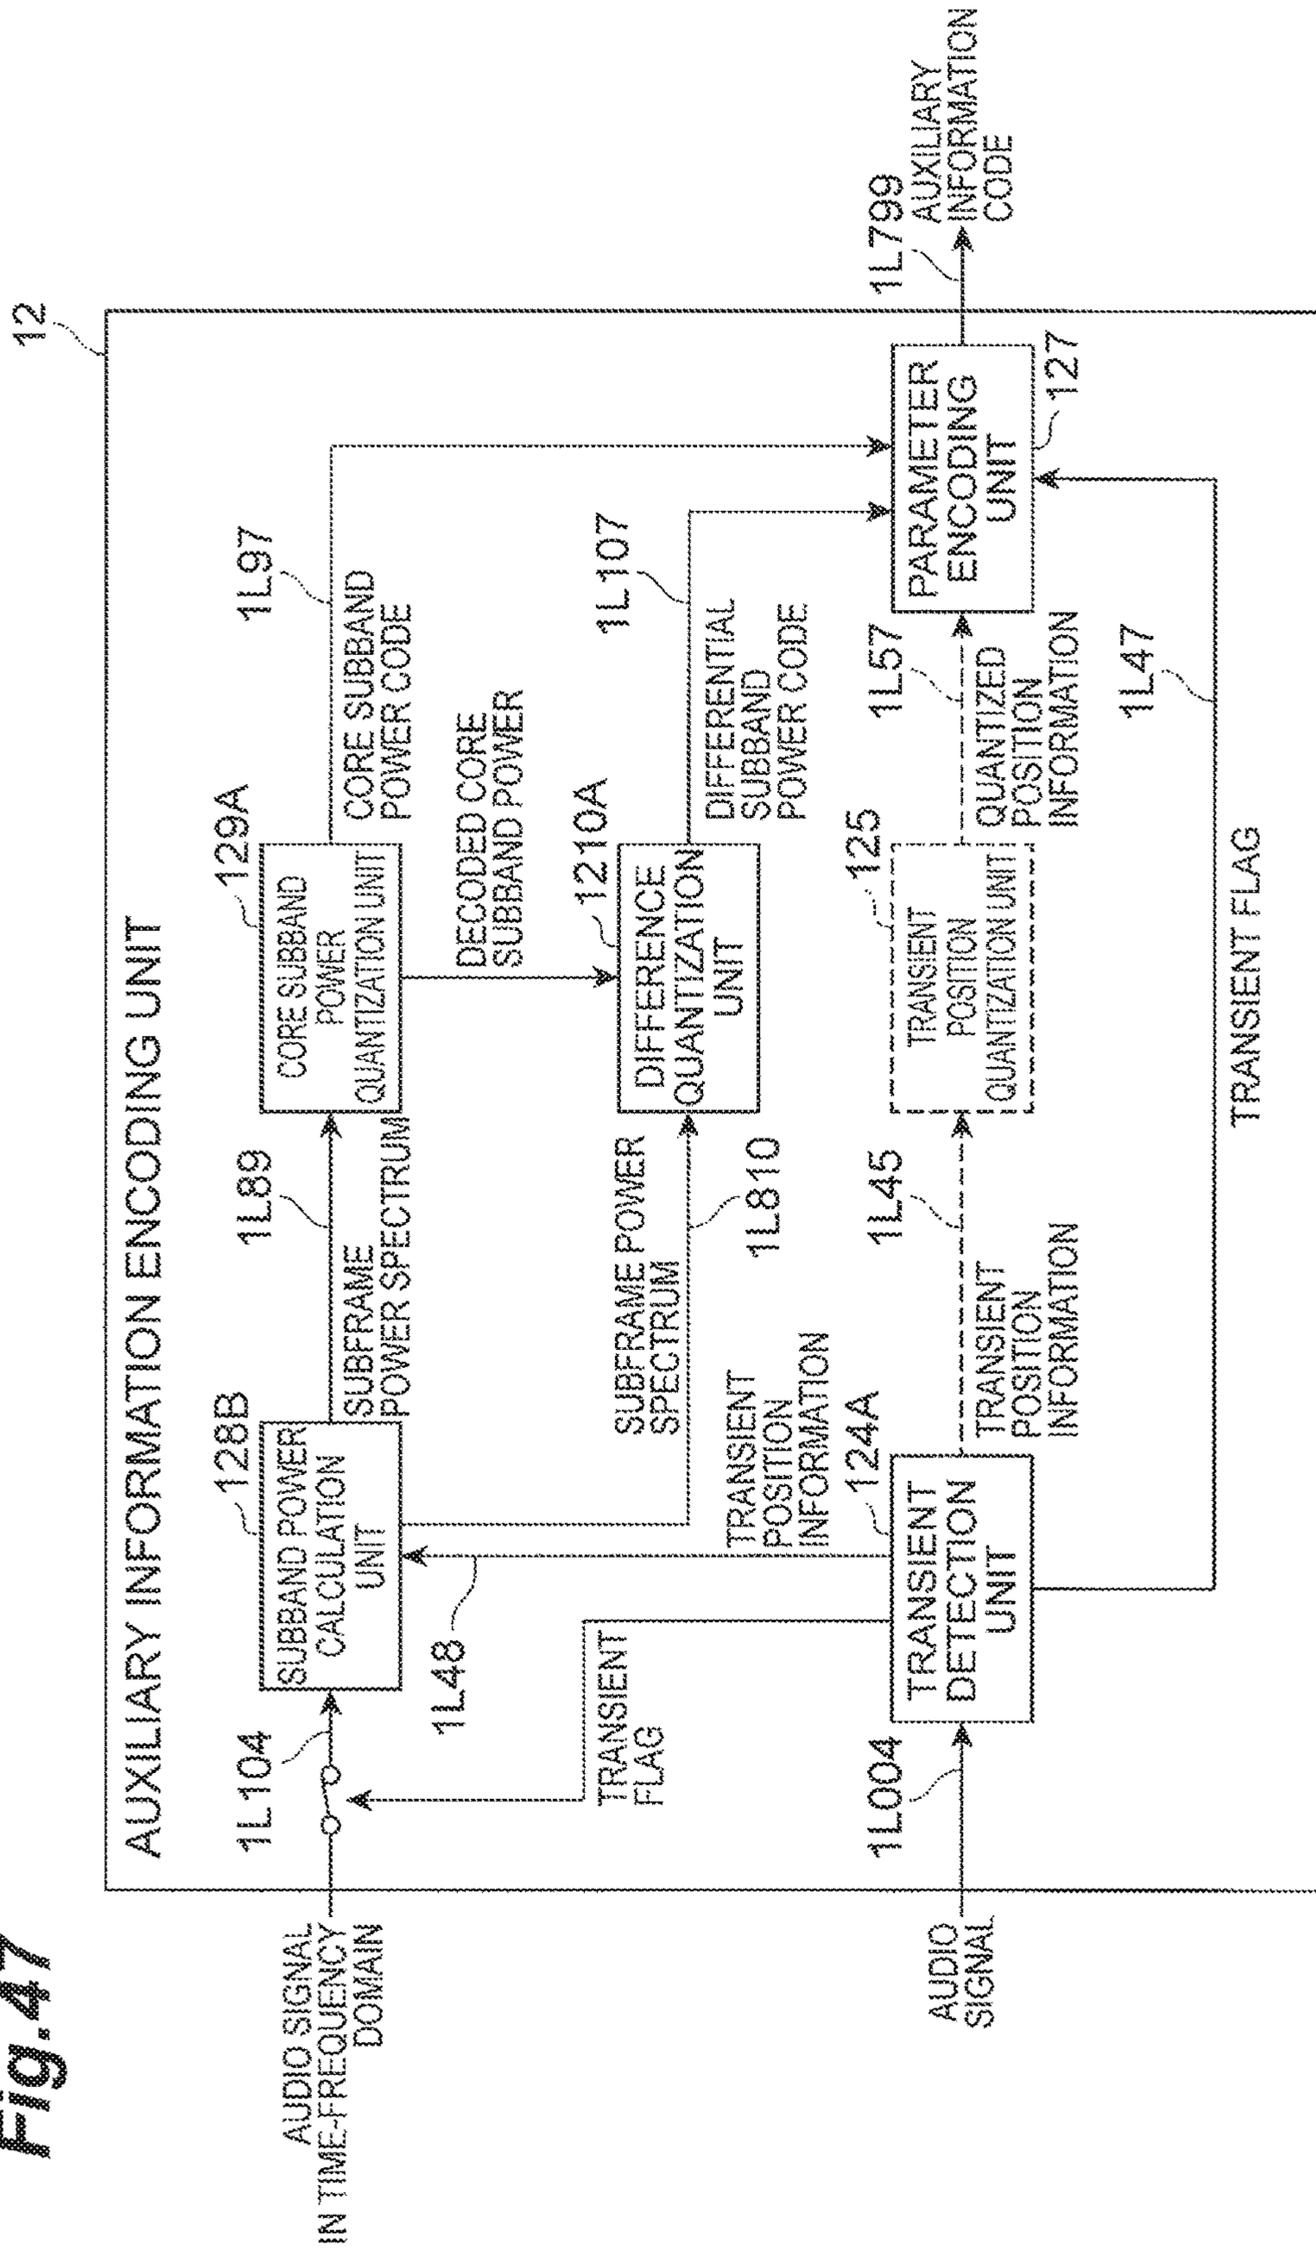 Fig.47
12
AUXILIARY INFORMATION ENCODING UNIT
AUDIO SIGNAL
IN TIME-FREQUENCY
DOMAIN
1L104
128B
SUBBAND POWER
CALCULATION
UNIT
1L89
SUBFRAME
POWER SPECTRUM
129A
CORE SUBBAND
POWER
QUANTIZATION UNIT
1L97
CORE SUBBAND
POWER CODE
DECODED CORE
SUBBAND POWER
1L48
TRANSIENT
FLAG
SUBFRAME POWER
SPECTRUM
1L810
1210A
DIFFERENCE
QUANTIZATION
UNIT
1L107
DIFFERENTIAL
SUBBAND
POWER CODE
TRANSIENT
POSITION
INFORMATION
AUDIO
SIGNAL
1L004
124A
TRANSIENT
DETECTION
UNIT
1L45
TRANSIENT
POSITION
INFORMATION
125
TRANSIENT
POSITION
QUANTIZATION UNIT
1L57
QUANTIZED
POSITION
INFORMATION
PARAMETER
ENCODING
UNIT
127
1L799
AUXILIARY
INFORMATION
CODE
1L47
TRANSIENT FLAG